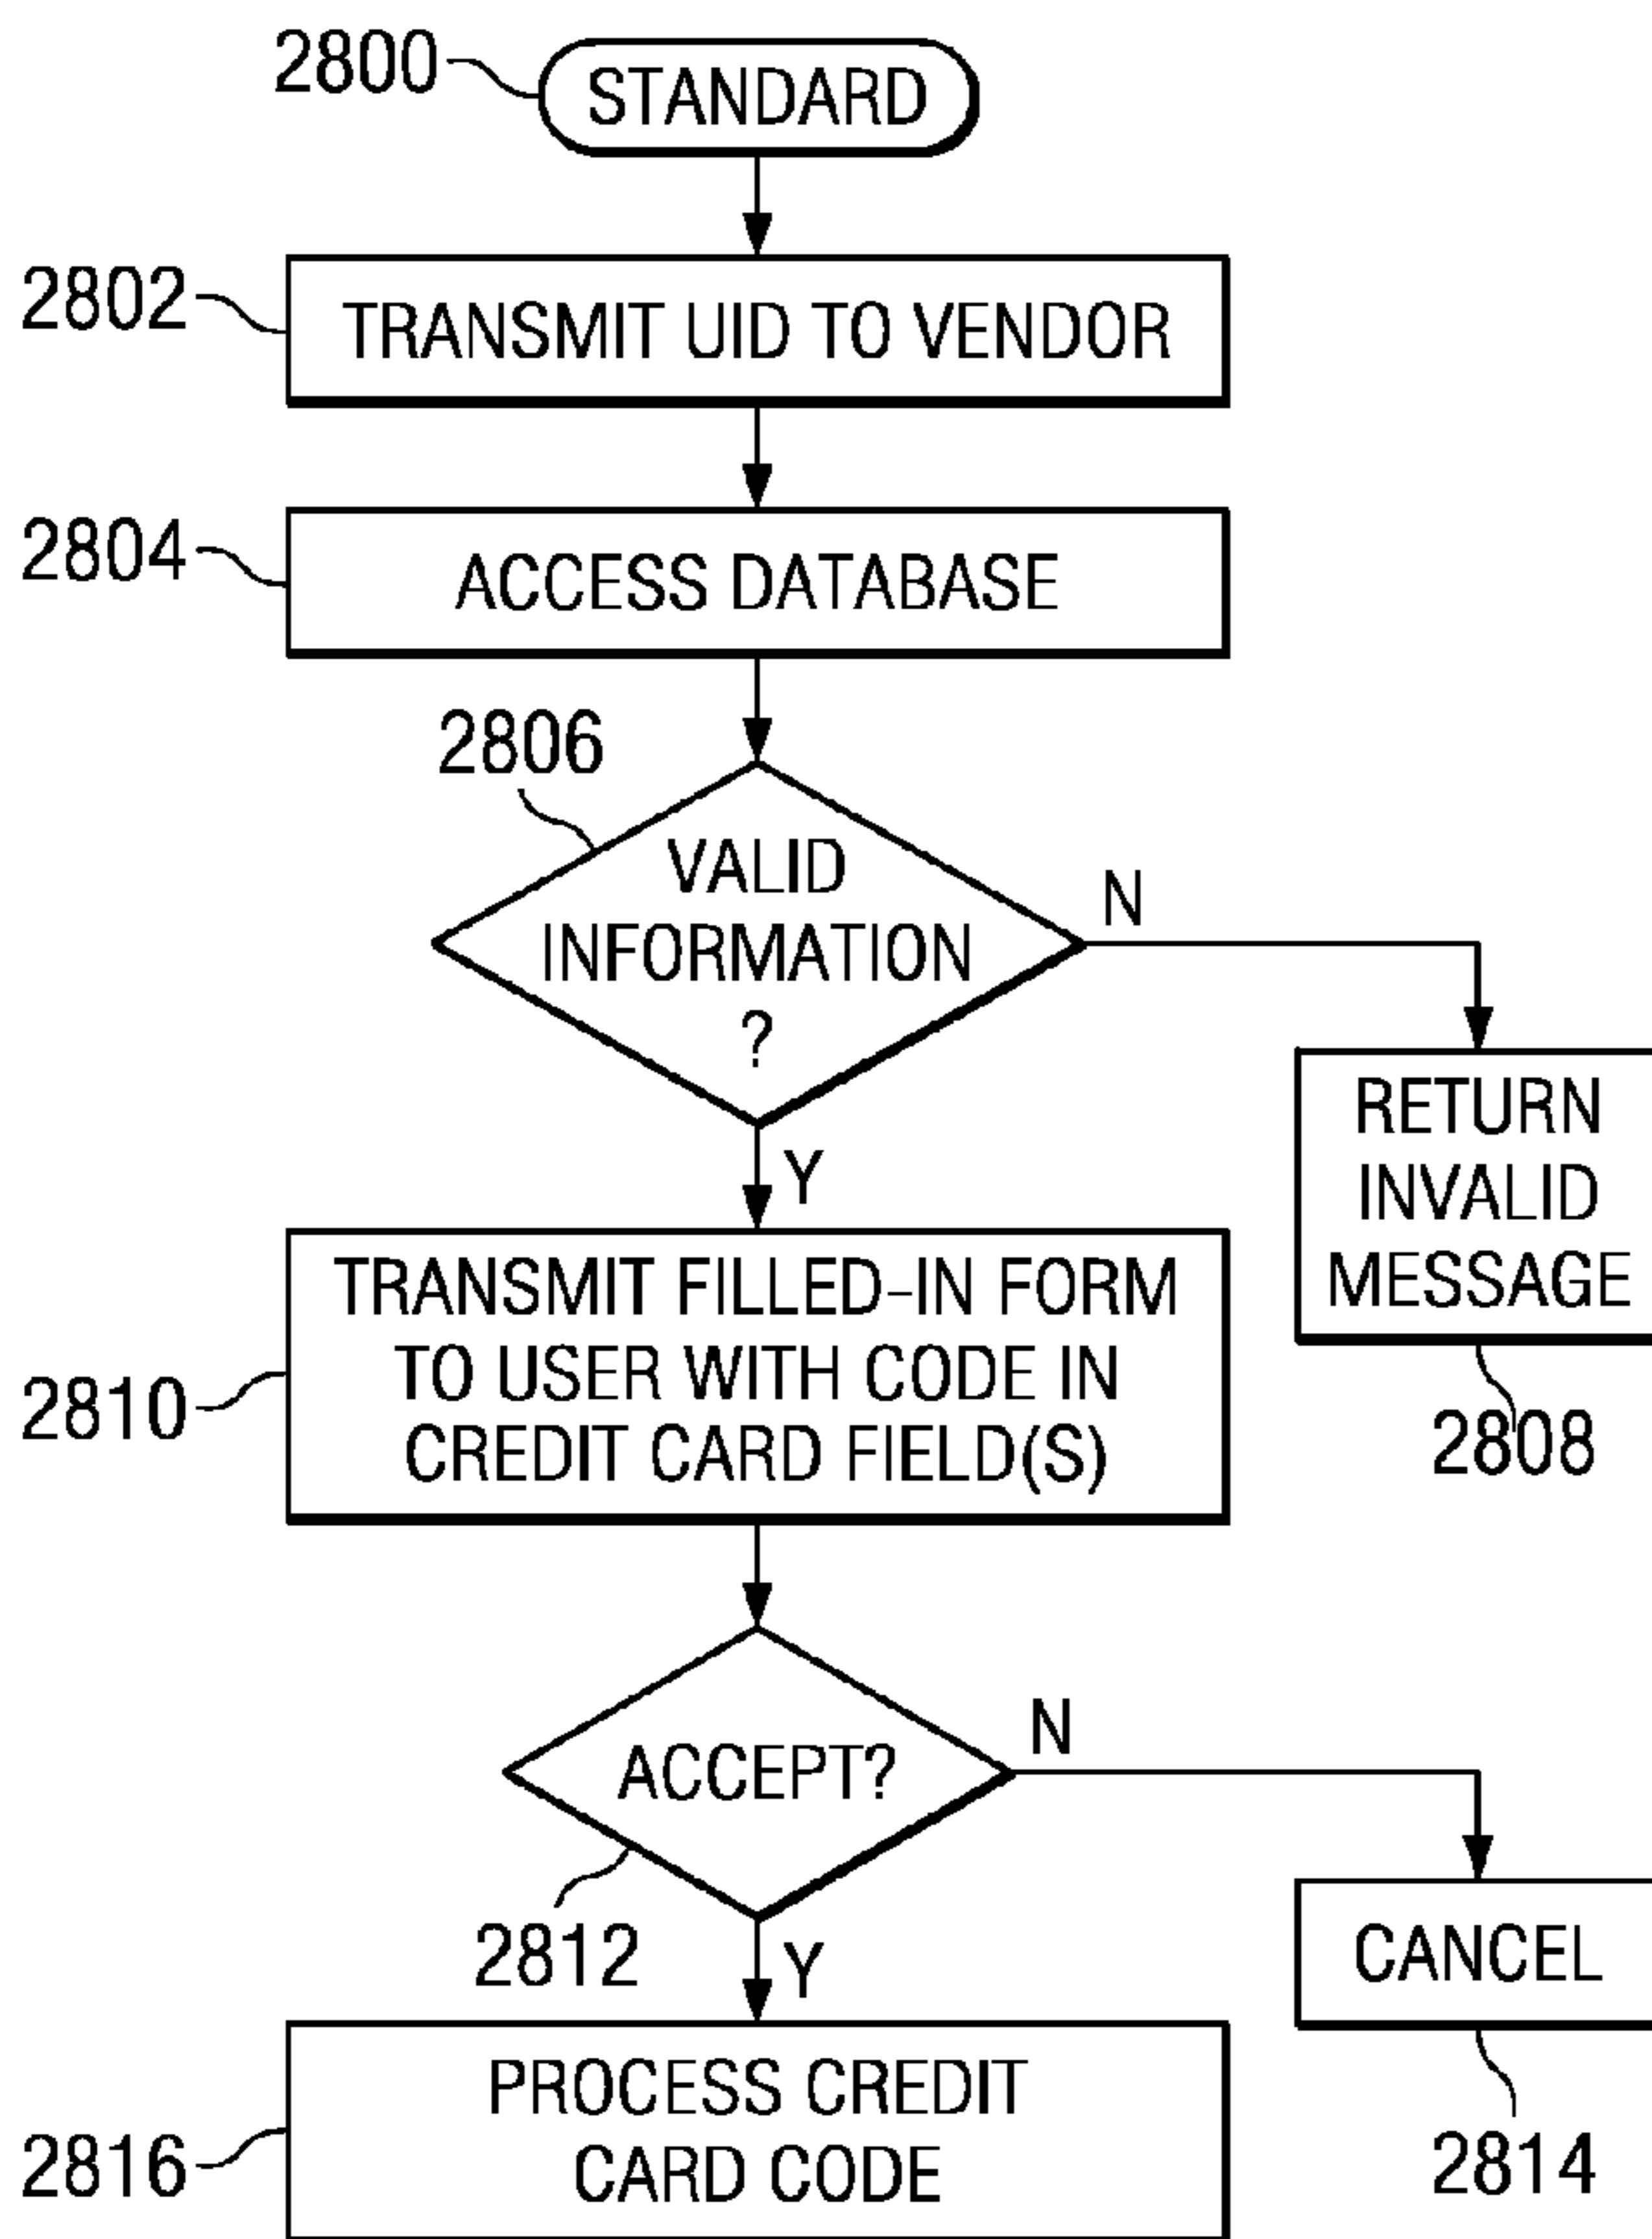 2800
STANDARD
2802
TRANSMIT UID TO VENDOR
2804
ACCESS DATABASE
2806
VALID
INFORMATION
?
N
RETURN
INVALID
MESSAGE
2808
Y
2810
TRANSMIT FILLED-IN FORM
TO USER WITH CODE IN
CREDIT CARD FIELD(S)
ACCEPT?
N
2812
CANCEL
2814
Y
2816
PROCESS CREDIT
CARD CODE